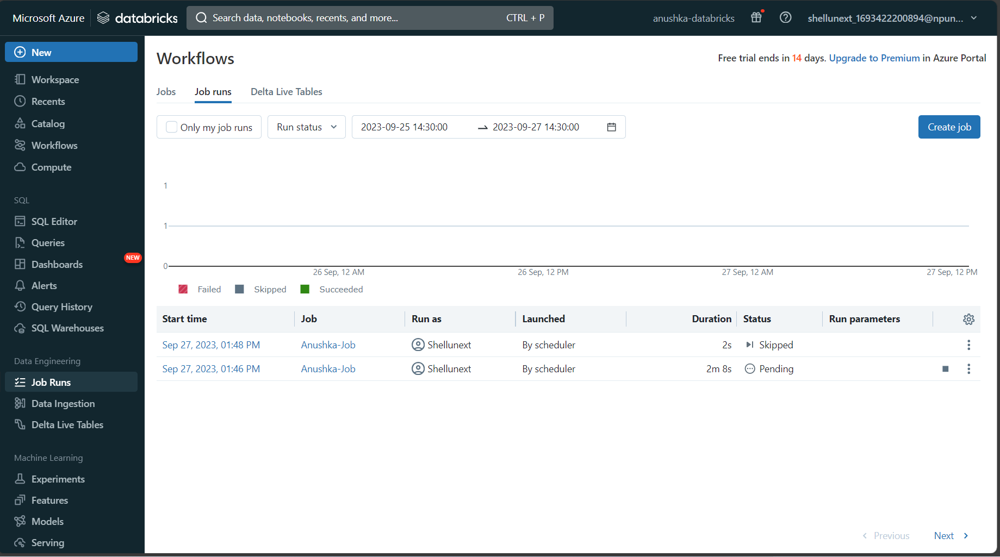 Microsoft Azure databricks Search data, notebooks, recents, and more... CTRL + P anushka-databricks shellunext_1693422200894@npun...
New
Workspace
Recents
Catalog
Workflows
Compute
SQL
SQL Editor
Queries
Dashboards NEW
Alerts
Query History
SQL Warehouses
Data Engineering
Job Runs
Data Ingestion
Delta Live Tables
Machine Learning
Experiments
Features
Models
Serving
Workflows
Free trial ends in 14 days. Upgrade to Premium in Azure Portal
Jobs Job runs Delta Live Tables
Only my job runs Run status 2023-09-25 14:30:00 → 2023-09-27 14:30:00 Create job
1
1
0
26 Sep, 12 AM 26 Sep, 12 PM 27 Sep, 12 AM 27 Sep, 12 PM
Failed Skipped Succeeded
Start time Job Run as Launched Duration Status Run parameters
Sep 27, 2023, 01:48 PM Anushka-Job Shellunext By scheduler 2s Skipped
Sep 27, 2023, 01:46 PM Anushka-Job Shellunext By scheduler 2m 8s Pending
Previous Next